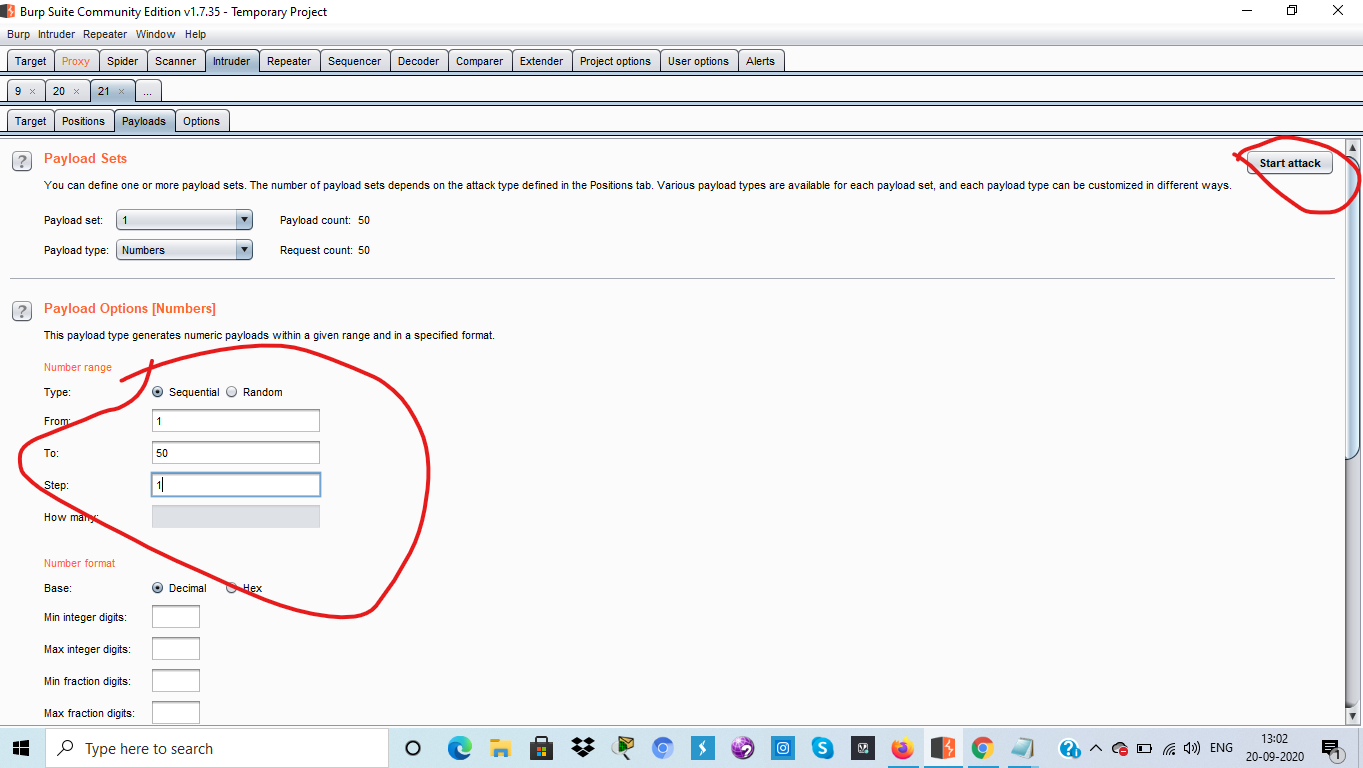 Burp Suite Community Edition v1.7.35 - Temporary Project
Burp Intruder Repeater Window Help
Target Proxy Spider Scanner Intruder Repeater Sequencer Decoder Comparer Extender Project options User options Alerts
9 × 20 × 21 × ...
Target Positions Payloads Options
? Payload Sets Start attack
You can define one or more payload sets. The number of payload sets depends on the attack type defined in the Positions tab. Various payload types are available for each payload set, and each payload type can be customized in different ways.
Payload set: 1 Payload count: 50
Payload type: Numbers Request count: 50
? Payload Options [Numbers]
This payload type generates numeric payloads within a given range and in a specified format.
Number range
Type: Sequential Random
From: 1
To: 50
Step: 1
How many:
Number format
Base: Decimal Hex
Min integer digits:
Max integer digits:
Min fraction digits:
Max fraction digits:
Type here to search
ENG
13:02
20-09-2020
1